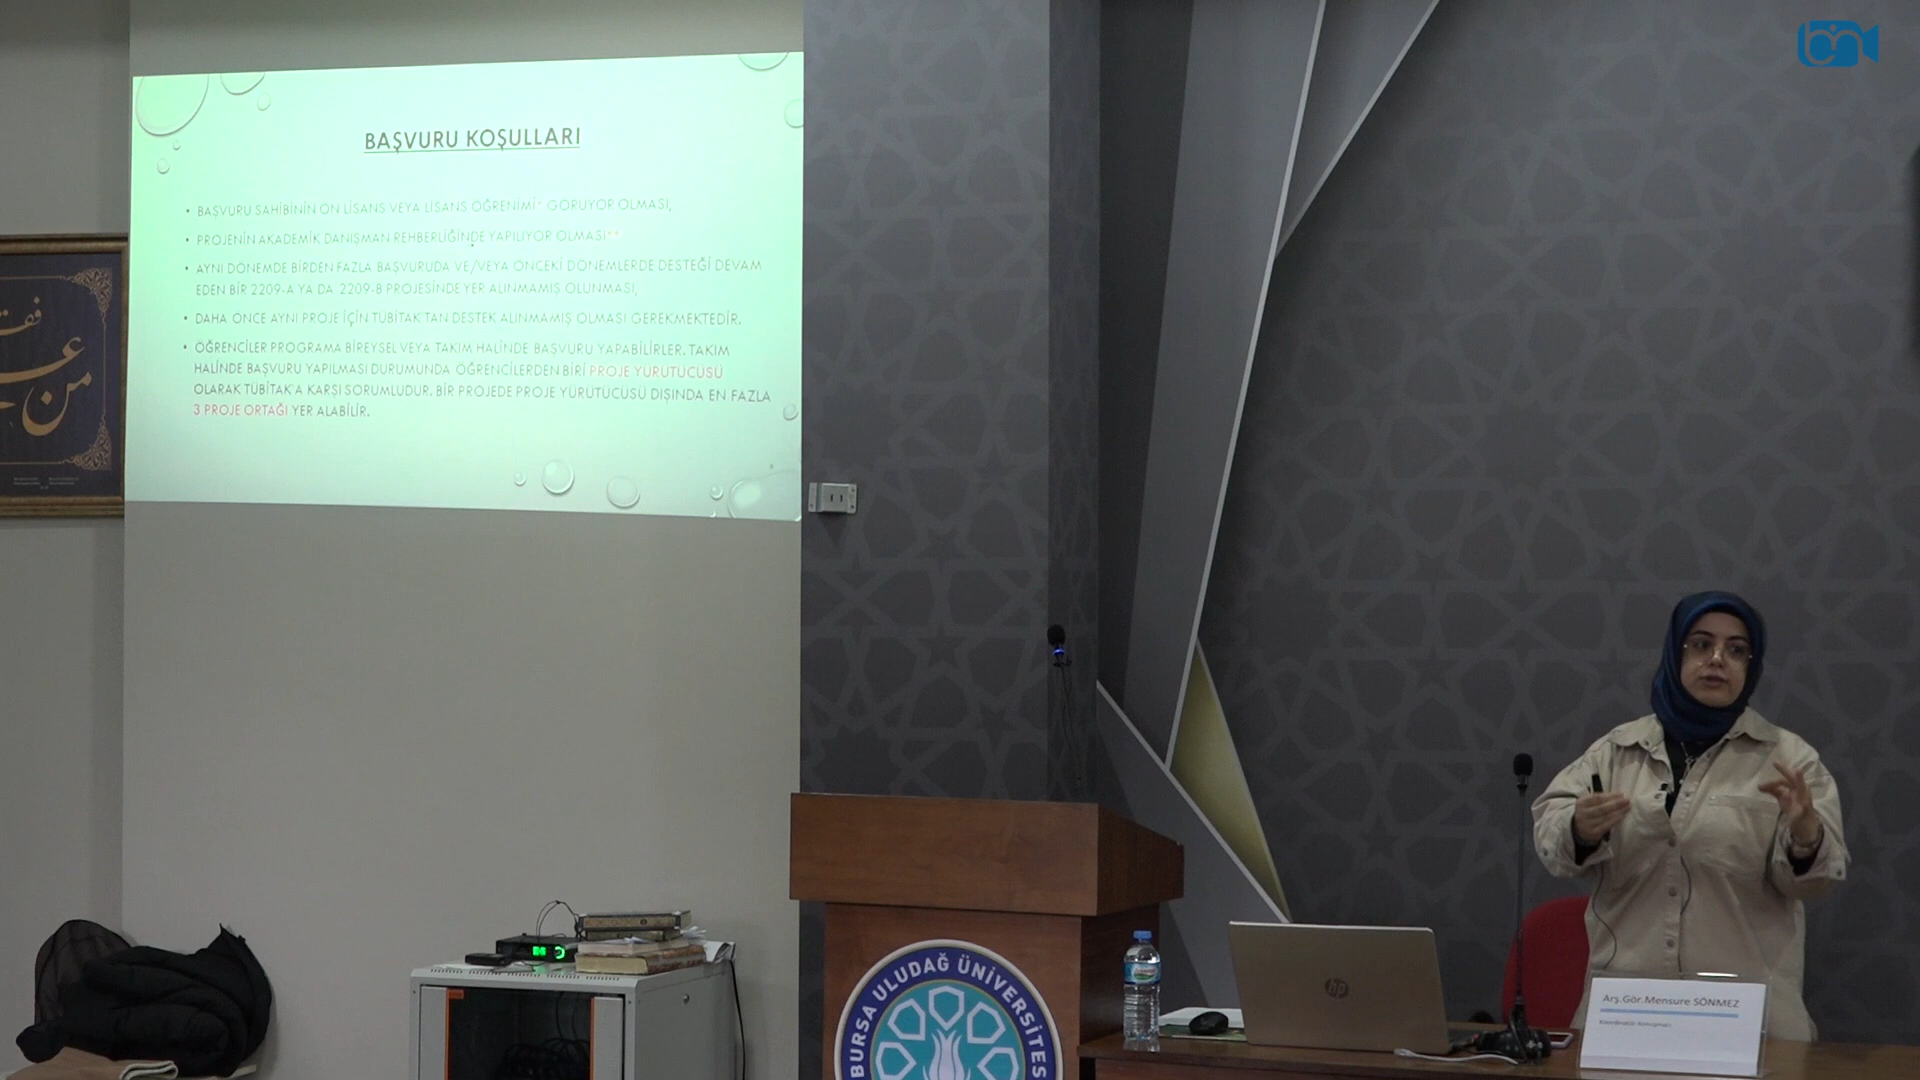 BAŞVURU KOŞULLARI
• BAŞVURU SAHİBİNİN ÖN LİSANS VEYA LİSANS ÖĞRENİMİ* GÖRÜYOR OLMASI,
• PROJENİN AKADEMİK DANIŞMAN REHBERLİĞİNDE YAPILIYOR OLMASI**
• AYNI DÖNEMDE BİRDEN FAZLA BAŞVURUDA VE/VEYA ÖNCEKİ DÖNEMLERDE DESTEĞİ DEVAM
EDEN BİR 2209-A YA DA 2209-B PROJESİNDE YER ALINMAMIŞ OLUNMASI,
• DAHA ÖNCE AYNI PROJE İÇİN TÜBİTAK'TAN DESTEK ALINMAMIŞ OLMASI GEREKMEKTEDİR.
• ÖĞRENCİLER PROGRAMA BİREYSEL VEYA TAKIM HALİNDE BAŞVURU YAPABİLİRLER. TAKIM
HALİNDE BAŞVURU YAPILMASI DURUMUNDA ÖĞRENCİLERDEN BİRİ PROJE YÜRÜTÜCÜSÜ
OLARAK TÜBİTAK'A KARŞI SORUMLUDUR. BİR PROJEDE PROJE YÜRÜTÜCÜSÜ DIŞINDA EN FAZLA
3 PROJE ORTAĞI YER ALABİLİR.
BURSA ULUDAĞ ÜNİVERSİTES
hp
Arş.Gör.Mensure SÖNMEZ